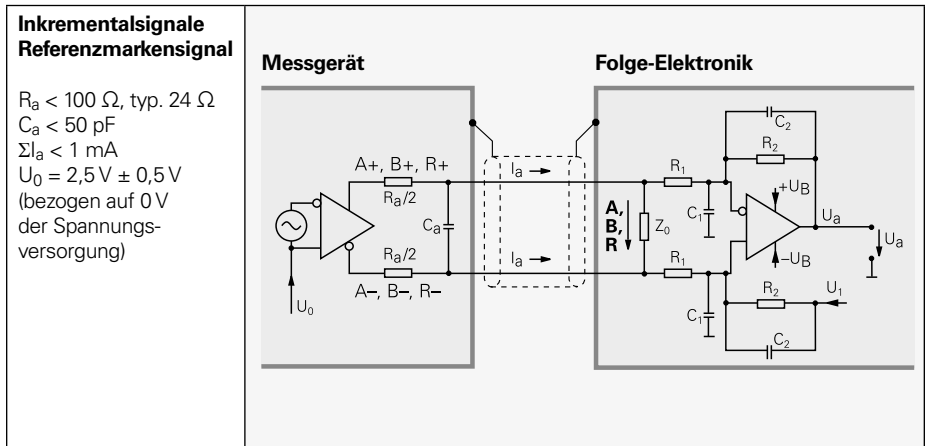 Inkrementalsignale
Referenzmarkensignal
Rₐ < 100 Ω, typ. 24 Ω
Cₐ < 50 pF
ΣIₐ < 1 mA
U₀ = 2,5 V ± 0,5 V
(bezogen auf 0 V
der Spannungs-
versorgung)
Messgerät
Folge-Elektronik
A+, B+, R+
Rₐ/2
Cₐ
Rₐ/2
A–, B–, R–
U₀
Iₐ
Iₐ
A,
B,
R
Z₀
R₁
C₁
R₁
C₁
C₂
R₂
+U_B
–U_B
Uₐ
Uₐ
R₂
U₁
C₂